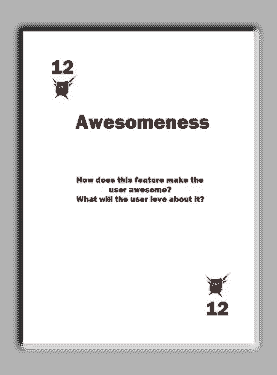 12
Awesomeness
How does this feature make the
user awesome?
What will the user love about it?
12